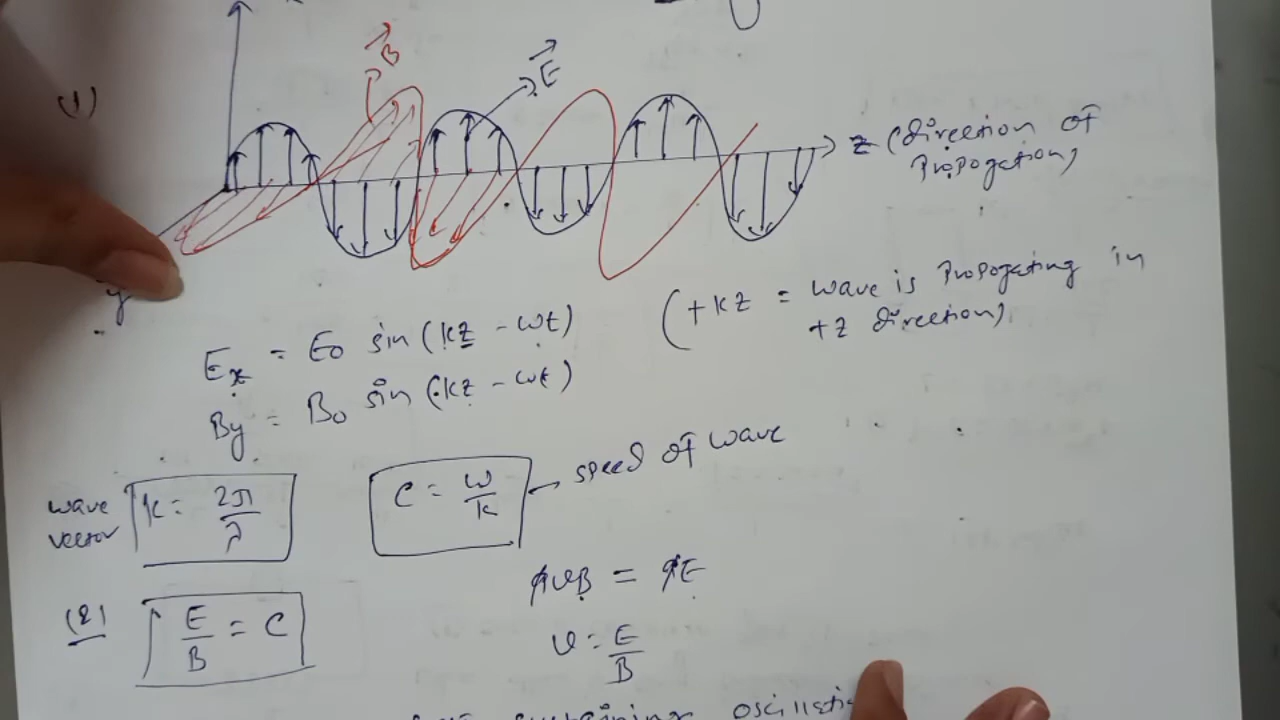 (1)
B
E
z (direction of
Propogation)
y
Ex = E0 sin(kz - ωt)
(+kz = wave is Propogating in
+z direction)
By = B0 sin(kz - ωt)
wave
vector
k = 2π/λ
C = ω/k
speed of wave
qvB = qE
(2)
E/B = C
v = E/B